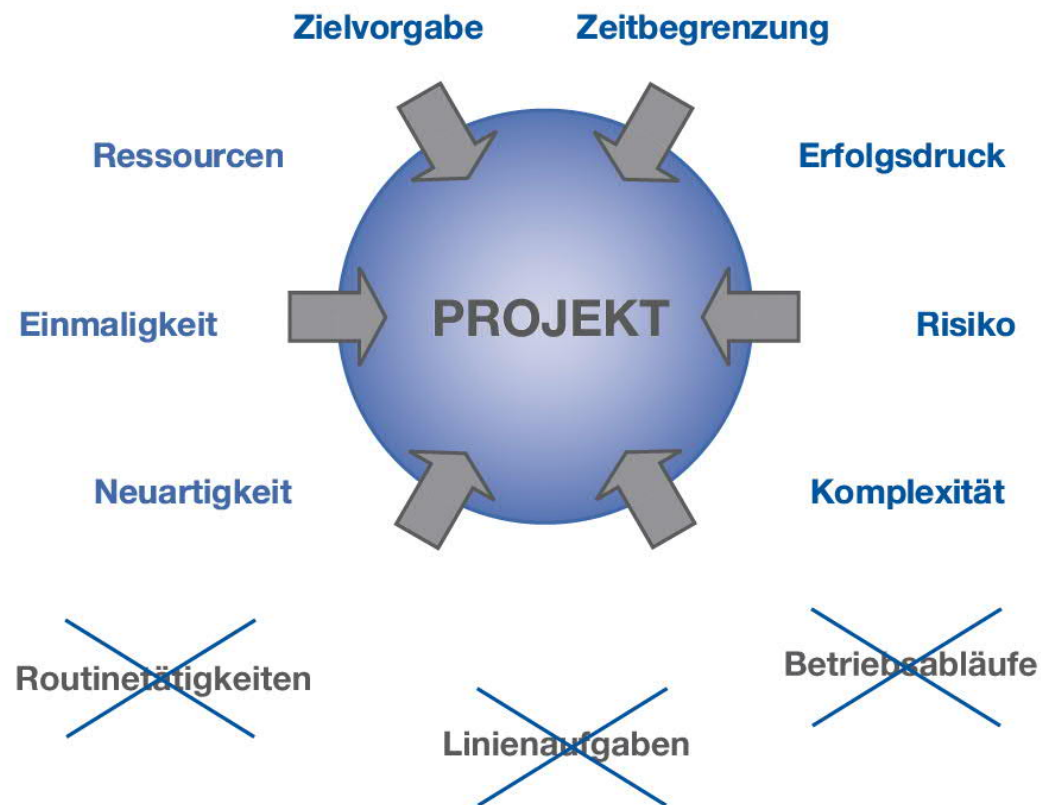 Zielvorgabe
Zeitbegrenzung
Ressourcen
Erfolgsdruck
Einmaligkeit
PROJEKT
Risiko
Neuartigkeit
Komplexität
Routinetätigkeiten
Betriebsabläufe
Linienaufgaben